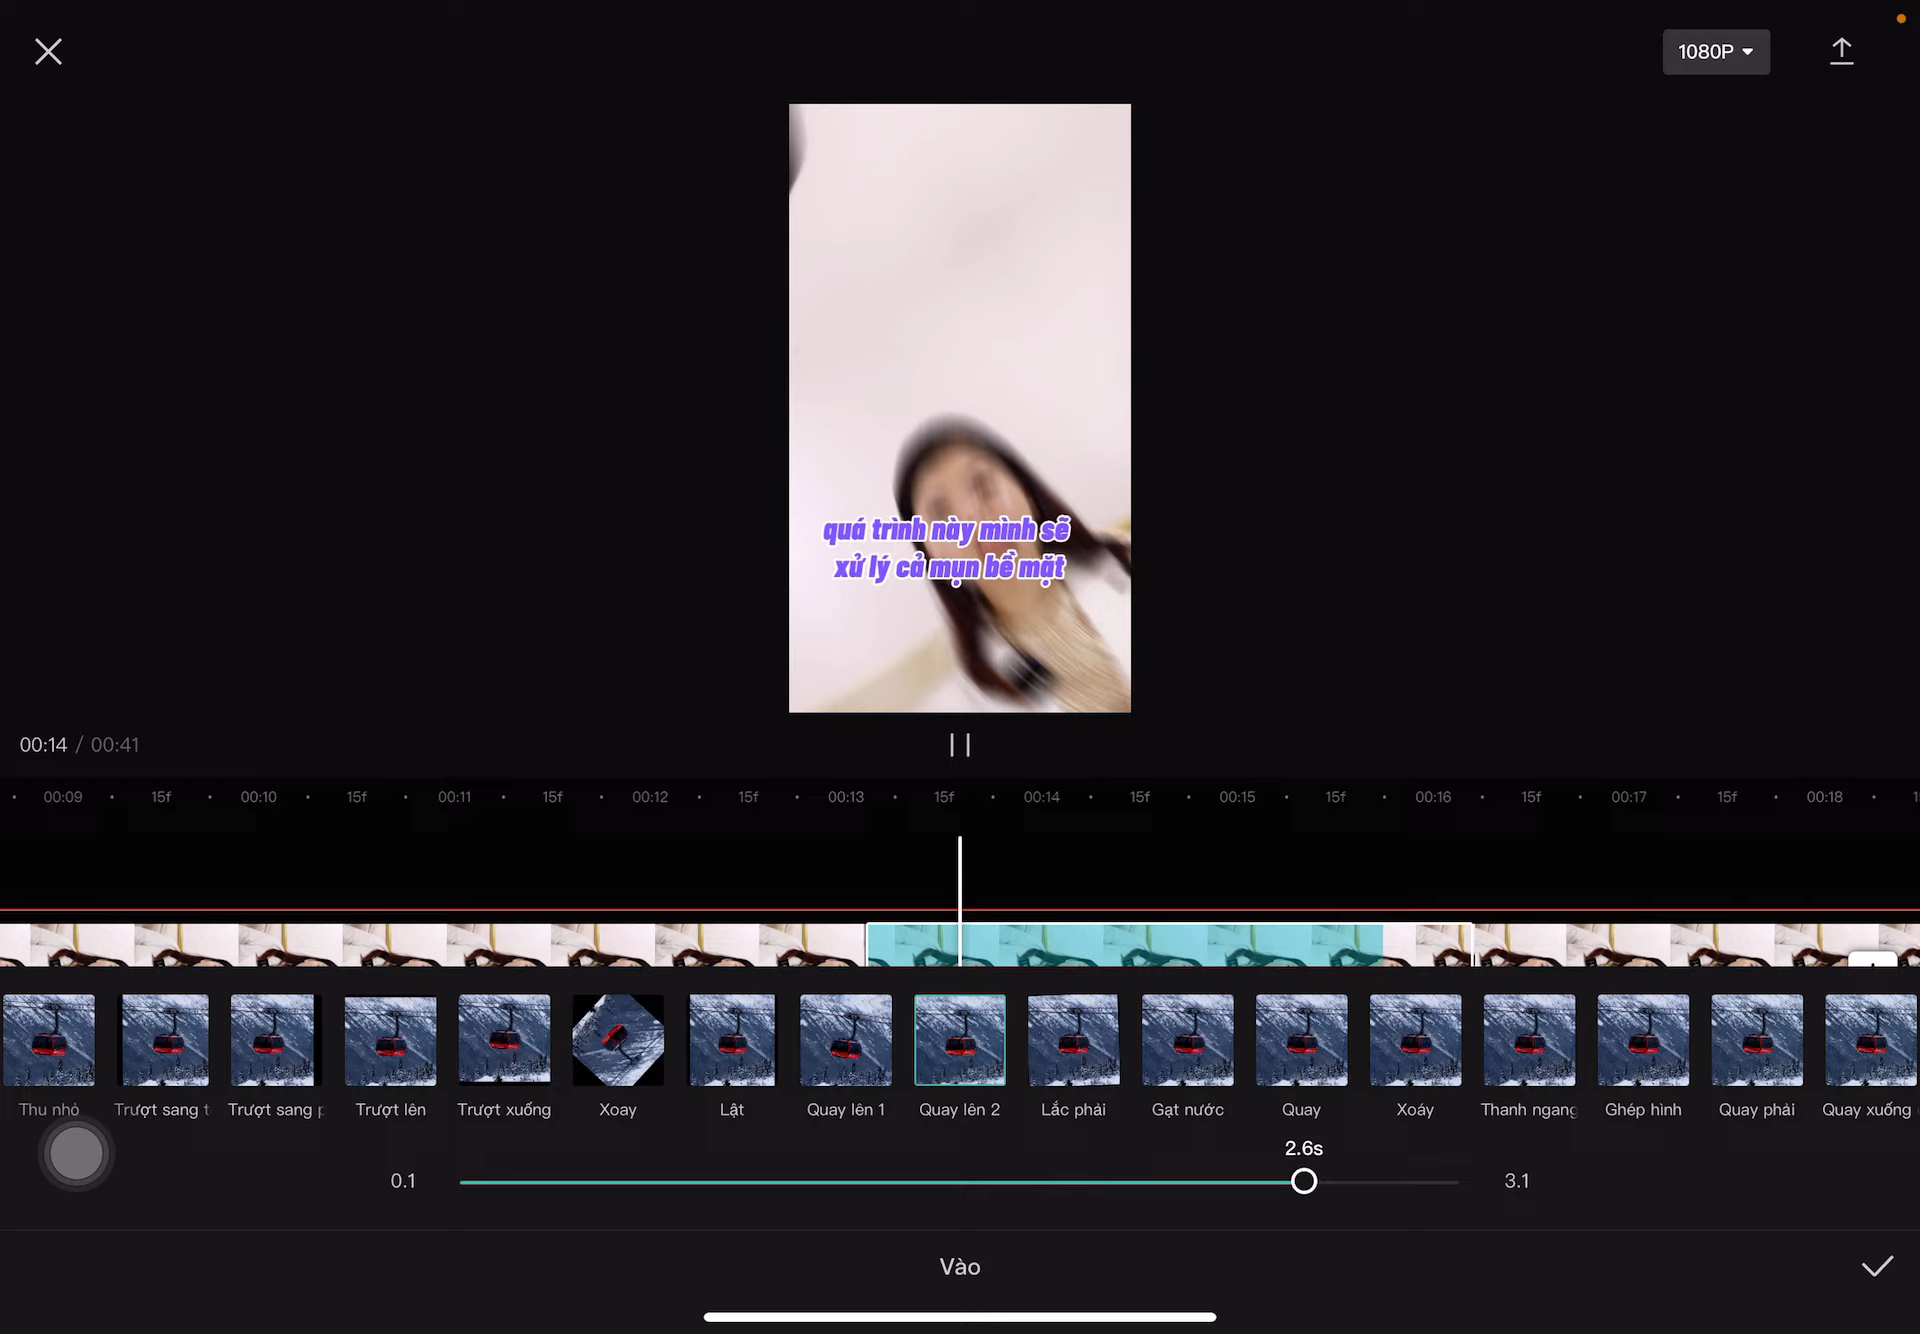 1080P
quá trình này mình sẽ
xử lý cả mụn bề mặt
00:14 / 00:41
00:09 15f 00:10 15f 00:11 15f 00:12 15f 00:13 15f 00:14 15f 00:15 15f 00:16 15f 00:17 15f 00:18
Thu nhỏ Trượt sang t Trượt sang p Trượt lên Trượt xuống Xoay Lật Quay lên 1 Quay lên 2 Lắc phải Gạt nước Quay Xoáy Thanh ngang Ghép hình Quay phải Quay xuống
2.6s
0.1 3.1
Vào